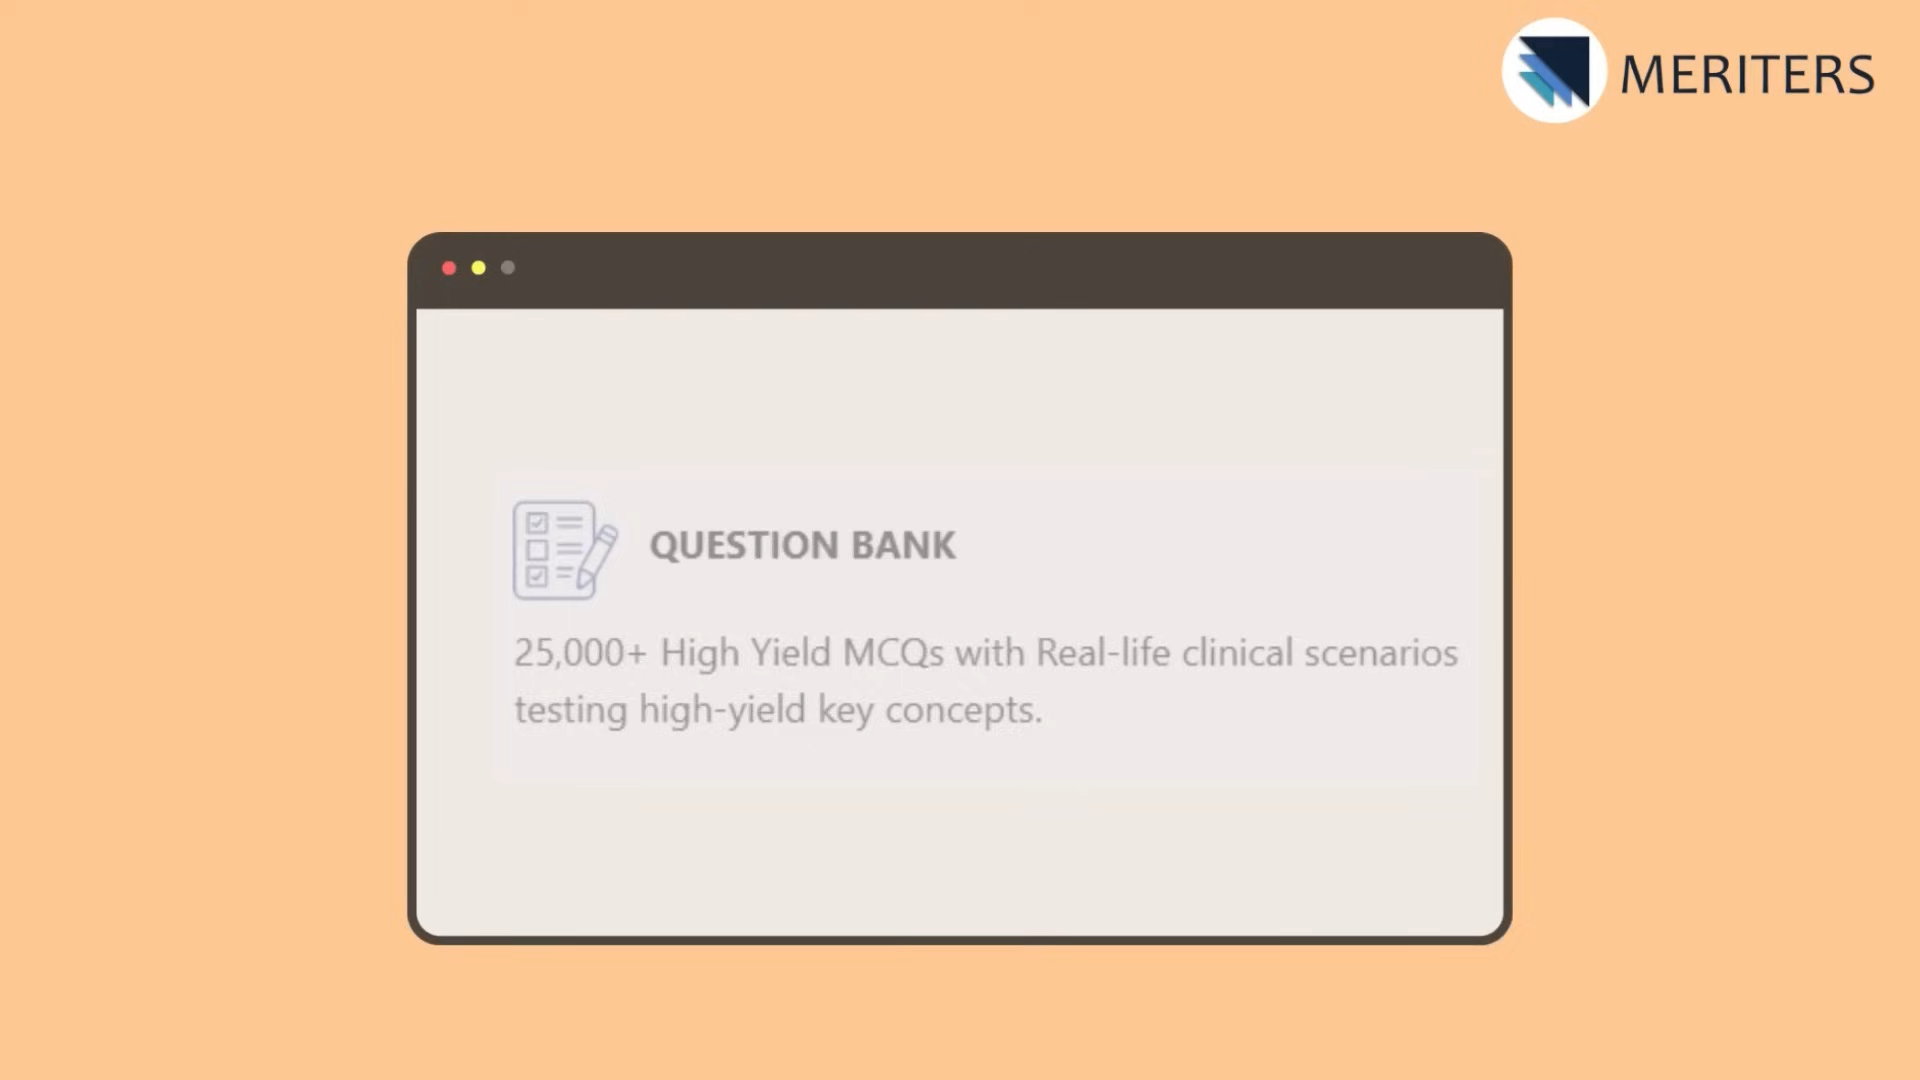 MERITERS
QUESTION BANK
25,000+ High Yield MCQs with Real-life clinical scenarios
testing high-yield key concepts.